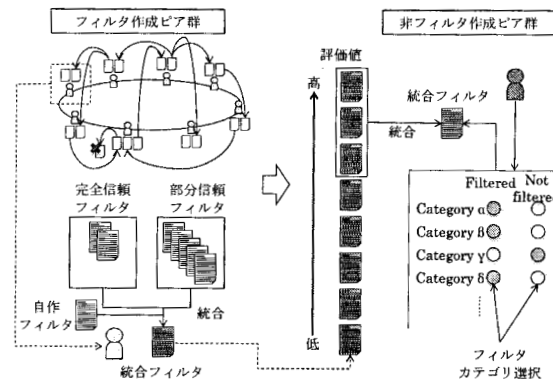 フィルタ作成ピア群
完全信頼
フィルタ
部分信頼
フィルタ
自作
フィルタ
統合
統合フィルタ
評価値
高
低
非フィルタ作成ピア群
統合フィルタ
統合
Filtered
Not
filtered
Category α
Category β
Category γ
Category δ
フィルタ
カテゴリ選択